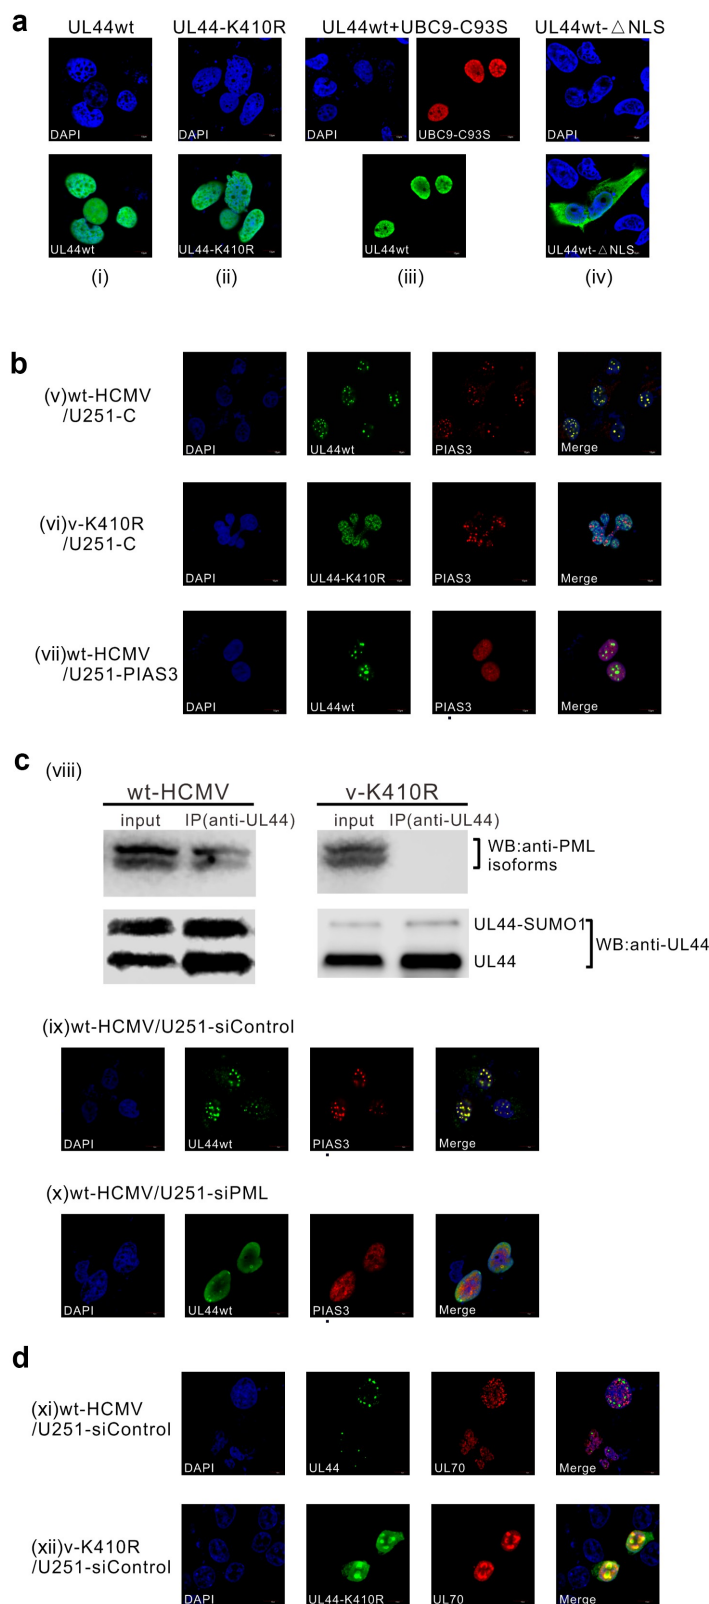 a
UL44wt UL44-K410R UL44wt+UBC9-C93S UL44wt-△NLS
DAPI DAPI DAPI UBC9-C93S DAPI
UL44wt UL44-K410R UL44wt UL44wt-△NLS
(i) (ii) (iii) (iv)
b
(v)wt-HCMV
/U251-C
DAPI UL44wt PIAS3 Merge
(vi)v-K410R
/U251-C
DAPI UL44-K410R PIAS3 Merge
(vii)wt-HCMV
/U251-PIAS3
DAPI UL44wt PIAS3 Merge
c
(viii)
wt-HCMV v-K410R
input IP(anti-UL44) input IP(anti-UL44)
WB:anti-PML
isoforms
UL44-SUMO1
WB:anti-UL44
UL44
(ix)wt-HCMV/U251-siControl
DAPI UL44wt PIAS3 Merge
(x)wt-HCMV/U251-siPML
DAPI UL44wt PIAS3 Merge
d
(xi)wt-HCMV
/U251-siControl
DAPI UL44 UL70 Merge
(xii)v-K410R
/U251-siControl
DAPI UL44-K410R UL70 Merge